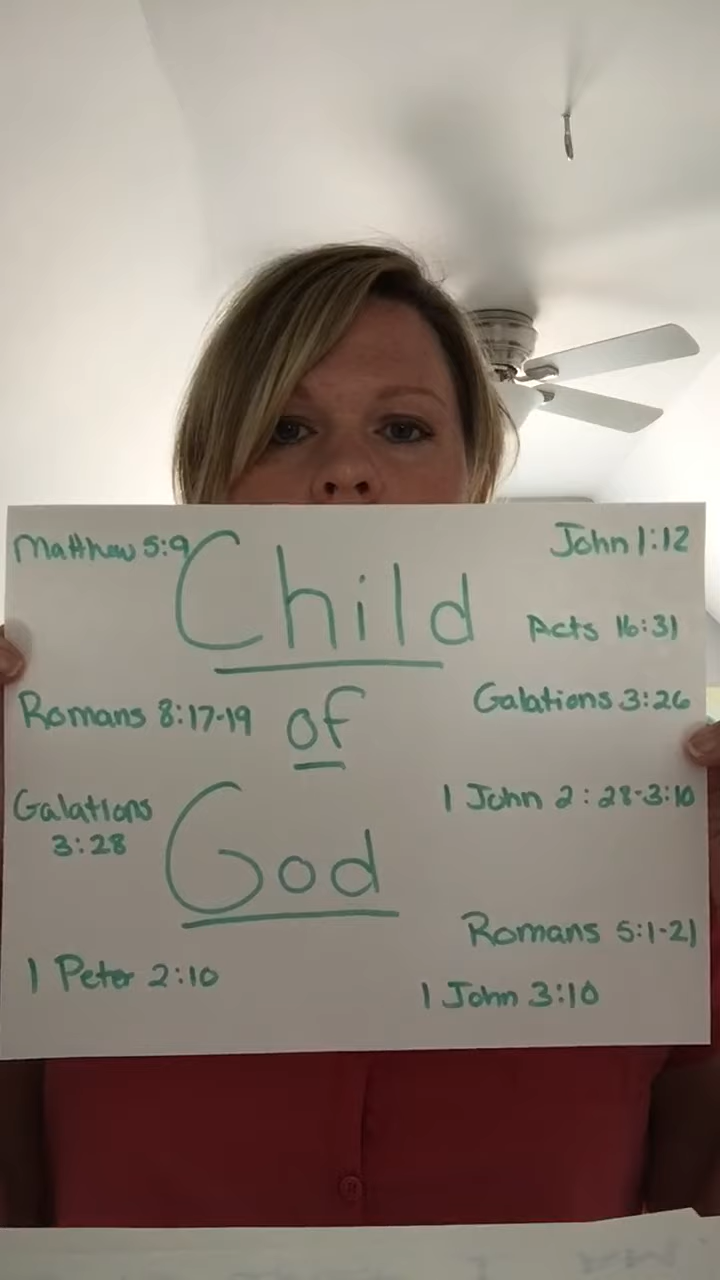 Matthew 5:9
Child
John 1:12
Acts 16:31
Romans 8:17-19
of
Galations 3:26
Galations
3:28
God
1 John 2:28-3:10
Romans 5:1-21
1 Peter 2:10
1 John 3:10